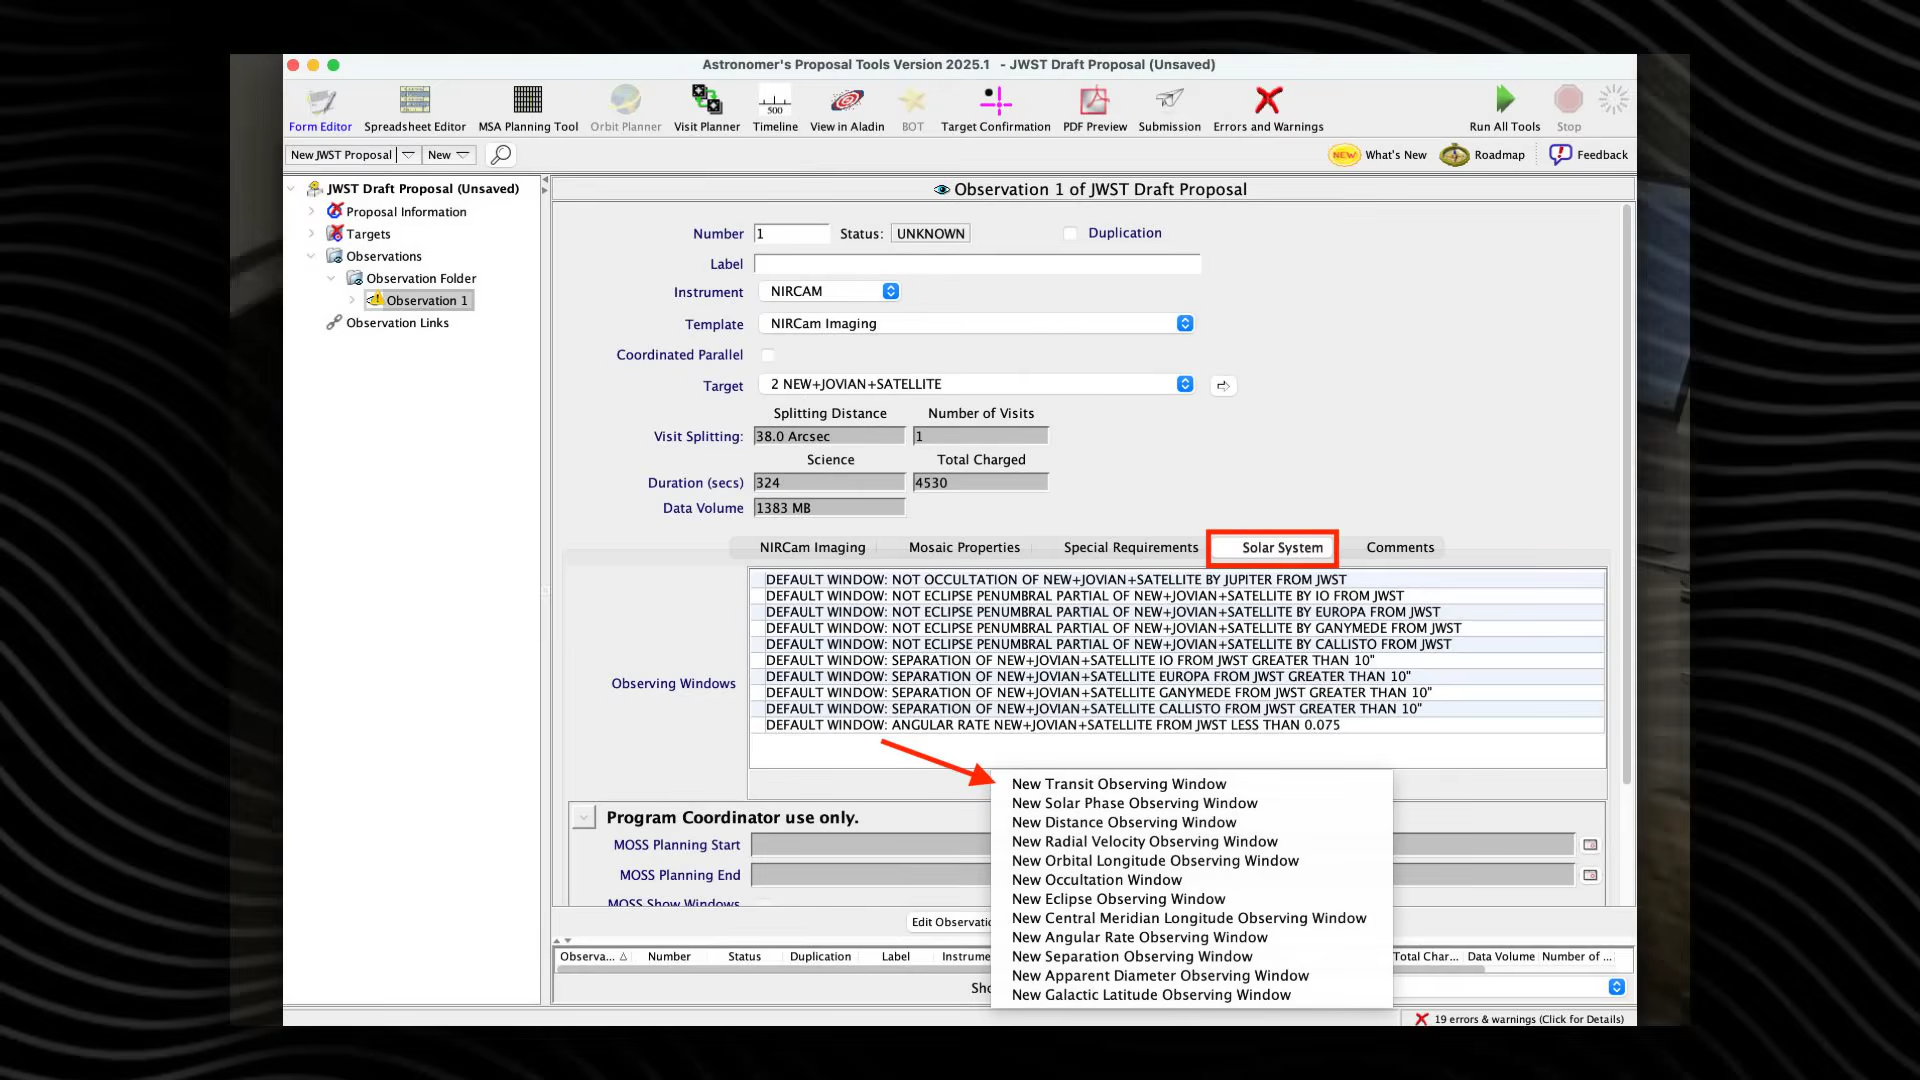 Astronomer's Proposal Tools Version 2025.1 - JWST Draft Proposal (Unsaved)
500
Form Editor Spreadsheet Editor MSA Planning Tool Orbit Planner Visit Planner Timeline View in Aladin BOT Target Confirmation PDF Preview Submission Errors and Warnings Run All Tools Stop
New JWST Proposal New NEW What's New Roadmap Feedback
JWST Draft Proposal (Unsaved)
Proposal Information
Targets
Observations
Observation Folder
Observation 1
Observation Links
Observation 1 of JWST Draft Proposal
Number 1 Status: UNKNOWN Duplication
Label
Instrument NIRCAM
Template NIRCam Imaging
Coordinated Parallel
Target 2 NEW+JOVIAN+SATELLITE
Splitting Distance Number of Visits
Visit Splitting: 38.0 Arcsec 1
Science Total Charged
Duration (secs) 324 4530
Data Volume 1383 MB
NIRCam Imaging Mosaic Properties Special Requirements Solar System Comments
Observing Windows
DEFAULT WINDOW: NOT OCCULTATION OF NEW+JOVIAN+SATELLITE BY JUPITER FROM JWST
DEFAULT WINDOW: NOT ECLIPSE PENUMBRAL PARTIAL OF NEW+JOVIAN+SATELLITE BY IO FROM JWST
DEFAULT WINDOW: NOT ECLIPSE PENUMBRAL PARTIAL OF NEW+JOVIAN+SATELLITE BY EUROPA FROM JWST
DEFAULT WINDOW: NOT ECLIPSE PENUMBRAL PARTIAL OF NEW+JOVIAN+SATELLITE BY GANYMEDE FROM JWST
DEFAULT WINDOW: NOT ECLIPSE PENUMBRAL PARTIAL OF NEW+JOVIAN+SATELLITE BY CALLISTO FROM JWST
DEFAULT WINDOW: SEPARATION OF NEW+JOVIAN+SATELLITE IO FROM JWST GREATER THAN 10"
DEFAULT WINDOW: SEPARATION OF NEW+JOVIAN+SATELLITE EUROPA FROM JWST GREATER THAN 10"
DEFAULT WINDOW: SEPARATION OF NEW+JOVIAN+SATELLITE GANYMEDE FROM JWST GREATER THAN 10"
DEFAULT WINDOW: SEPARATION OF NEW+JOVIAN+SATELLITE CALLISTO FROM JWST GREATER THAN 10"
DEFAULT WINDOW: ANGULAR RATE NEW+JOVIAN+SATELLITE FROM JWST LESS THAN 0.075
New Transit Observing Window
New Solar Phase Observing Window
New Distance Observing Window
New Radial Velocity Observing Window
New Orbital Longitude Observing Window
New Occultation Window
New Eclipse Observing Window
New Central Meridian Longitude Observing Window
New Angular Rate Observing Window
New Separation Observing Window
New Apparent Diameter Observing Window
New Galactic Latitude Observing Window
Program Coordinator use only.
MOSS Planning Start
MOSS Planning End
MOSS Show Windows
Edit Observatio
Observa... Number Status Duplication Label Instrume Total Char... Data Volume Number of ...
Sho
19 errors & warnings (Click for Details)